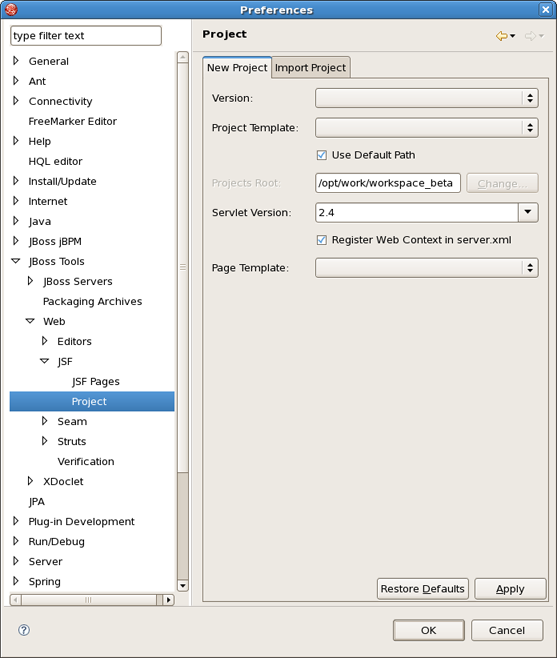 Preferences
type filter text
General
Ant
Connectivity
FreeMarker Editor
Help
HQL editor
Install/Update
Internet
Java
JBoss jBPM
JBoss Tools
JBoss Servers
Packaging Archives
Web
Editors
JSF
JSF Pages
Project
Seam
Struts
Verification
XDoclet
JPA
Plug-in Development
Run/Debug
Server
Spring
Project
New Project Import Project
Version:
Project Template:
Use Default Path
Projects Root: /opt/work/workspace_beta Change...
Servlet Version: 2.4
Register Web Context in server.xml
Page Template:
Restore Defaults Apply
? OK Cancel